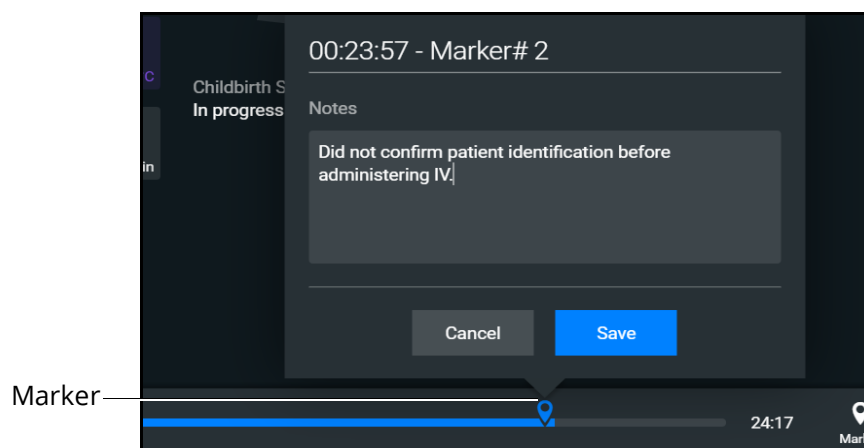 00:23:57 - Marker# 2
C
Childbirth S
In progress
Notes
in
Did not confirm patient identification before
administering IV.
Cancel
Save
Marker
24:17
Mar